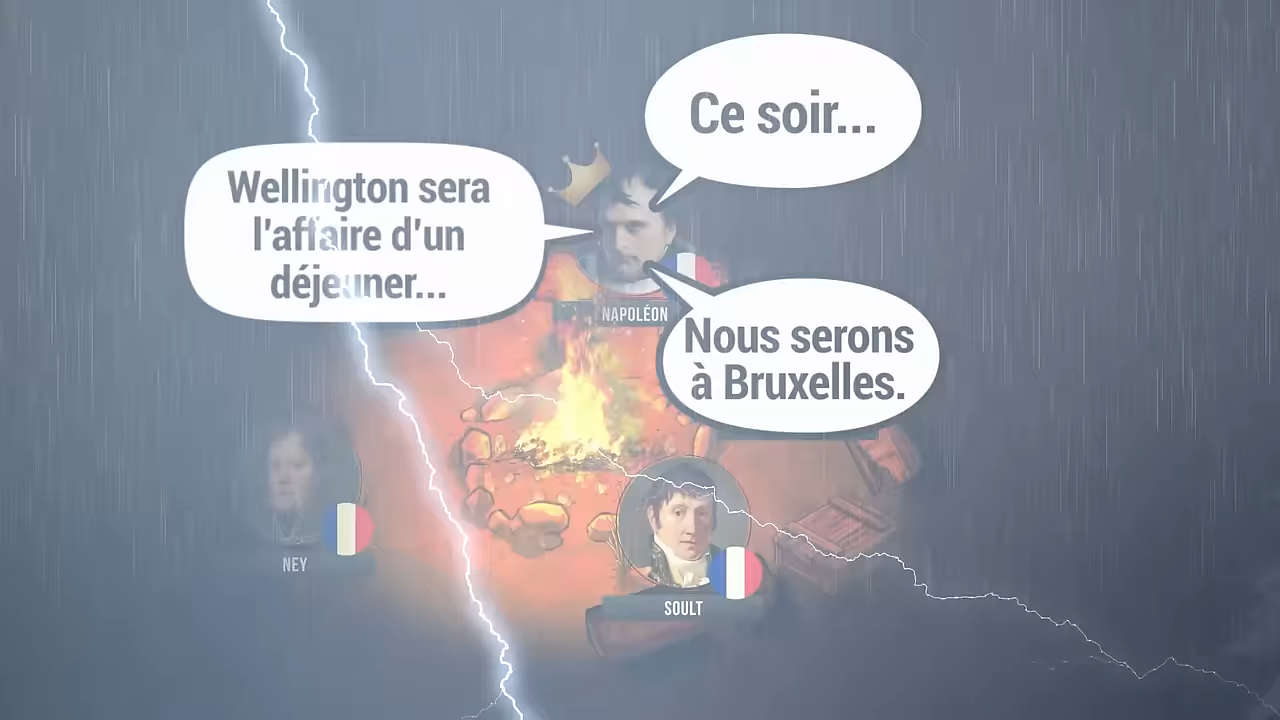 Ce soir...
Wellington sera
l'affaire d'un
déjeuner...
NAPOLÉON
Nous serons
à Bruxelles.
NEY
SOULT